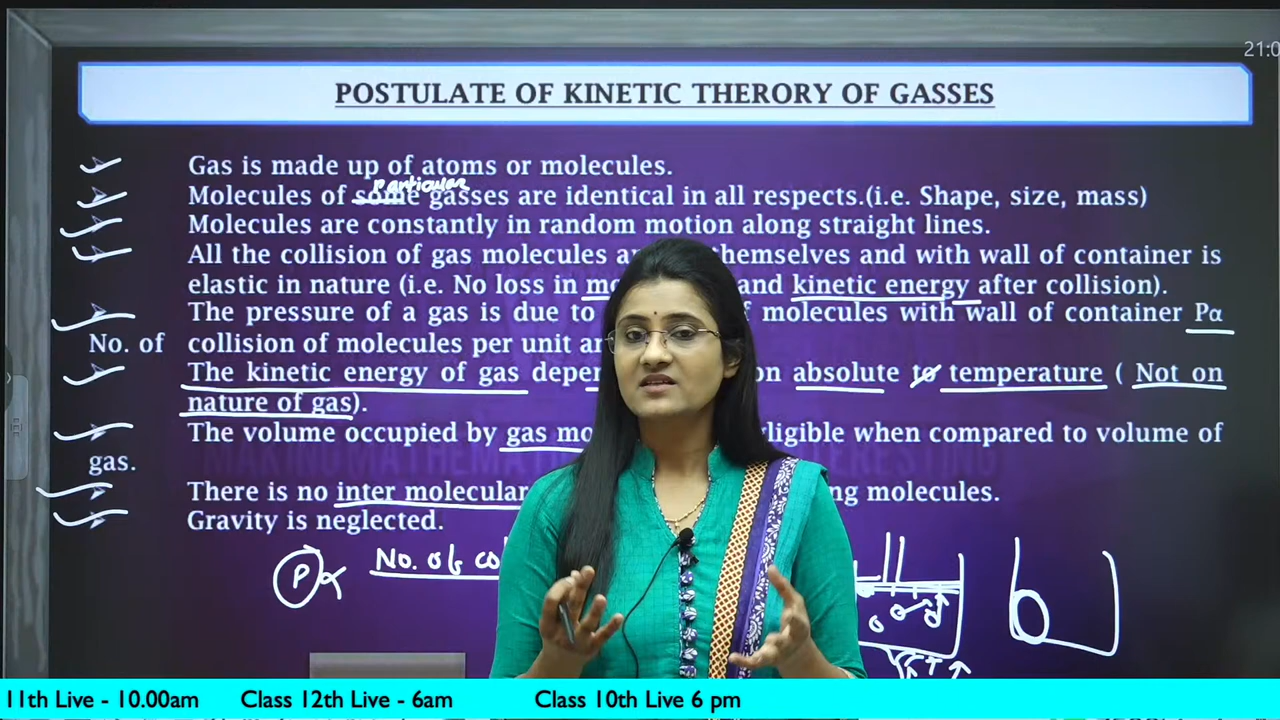 21:0
POSTULATE OF KINETIC THERORY OF GASSES
Gas is made up of atoms or molecules.
particular
Molecules of some gasses are identical in all respects.(i.e. Shape, size, mass)
Molecules are constantly in random motion along straight lines.
All the collision of gas molecules themselves and with wall of container is
elastic in nature (i.e. No loss in and kinetic energy after collision).
The pressure of a gas is due to molecules with wall of container Pα
No. of collision of molecules per unit
The kinetic energy of gas on absolute to temperature ( Not on
nature of gas).
The volume occupied by gas when compared to volume of
gas.
There is no inter molecular molecules.
Gravity is neglected.
P α No. of
11th Live - 10.00am Class 12th Live - 6am Class 10th Live 6 pm